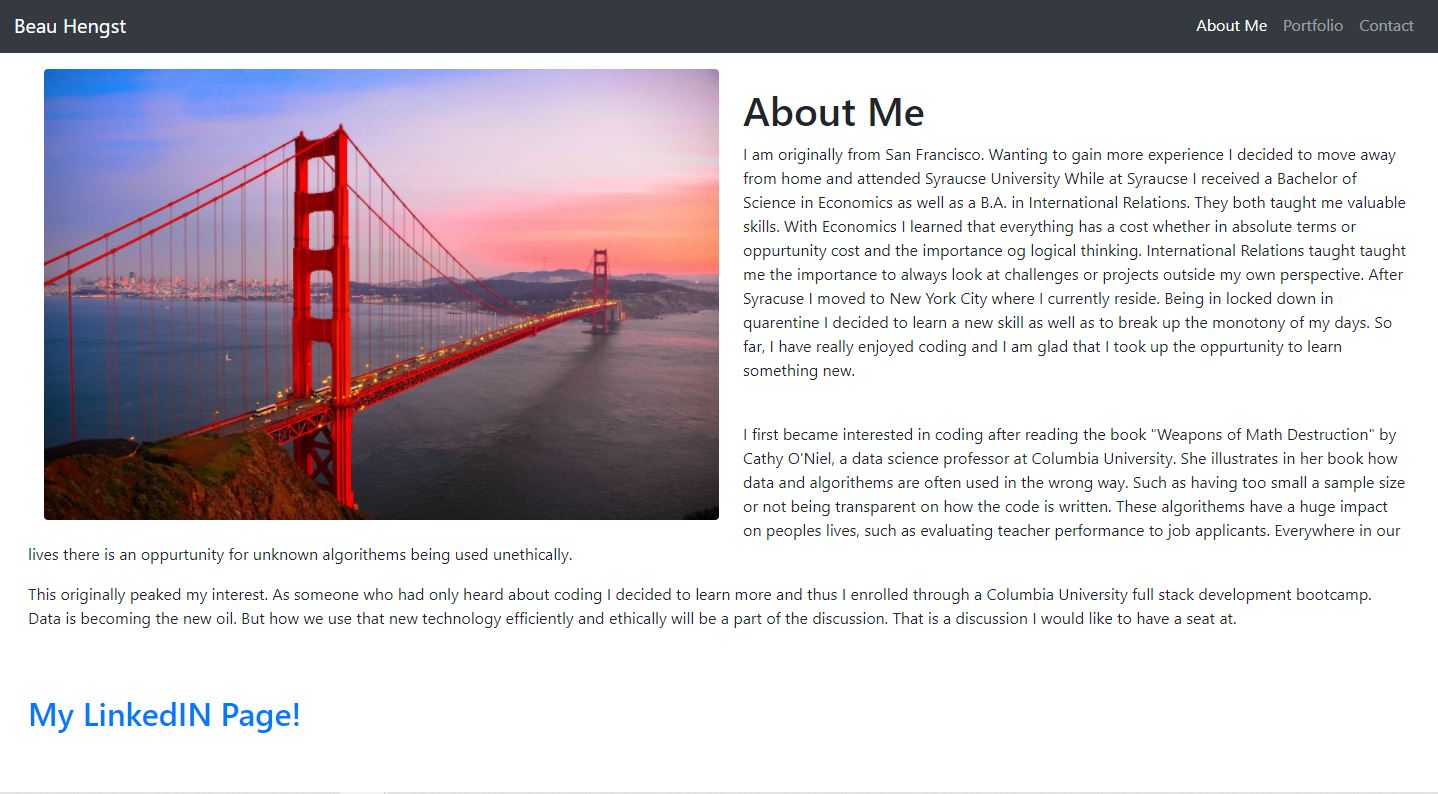 Beau Hengst
About Me Portfolio Contact
About Me
I am originally from San Francisco. Wanting to gain more experience I decided to move away
from home and attended Syraucse University While at Syraucse I received a Bachelor of
Science in Economics as well as a B.A. in International Relations. They both taught me valuable
skills. With Economics I learned that everything has a cost whether in absolute terms or
oppurtunity cost and the importance og logical thinking. International Relations taught taught
me the importance to always look at challenges or projects outside my own perspective. After
Syracuse I moved to New York City where I currently reside. Being in locked down in
quarentine I decided to learn a new skill as well as to break up the monotony of my days. So
far, I have really enjoyed coding and I am glad that I took up the oppurtunity to learn
something new.
I first became interested in coding after reading the book "Weapons of Math Destruction" by
Cathy O'Niel, a data science professor at Columbia University. She illustrates in her book how
data and algorithems are often used in the wrong way. Such as having too small a sample size
or not being transparent on how the code is written. These algorithems have a huge impact
on peoples lives, such as evaluating teacher performance to job applicants. Everywhere in our
lives there is an oppurtunity for unknown algorithems being used unethically.
This originally peaked my interest. As someone who had only heard about coding I decided to learn more and thus I enrolled through a Columbia University full stack development bootcamp.
Data is becoming the new oil. But how we use that new technology efficiently and ethically will be a part of the discussion. That is a discussion I would like to have a seat at.
My LinkedIN Page!